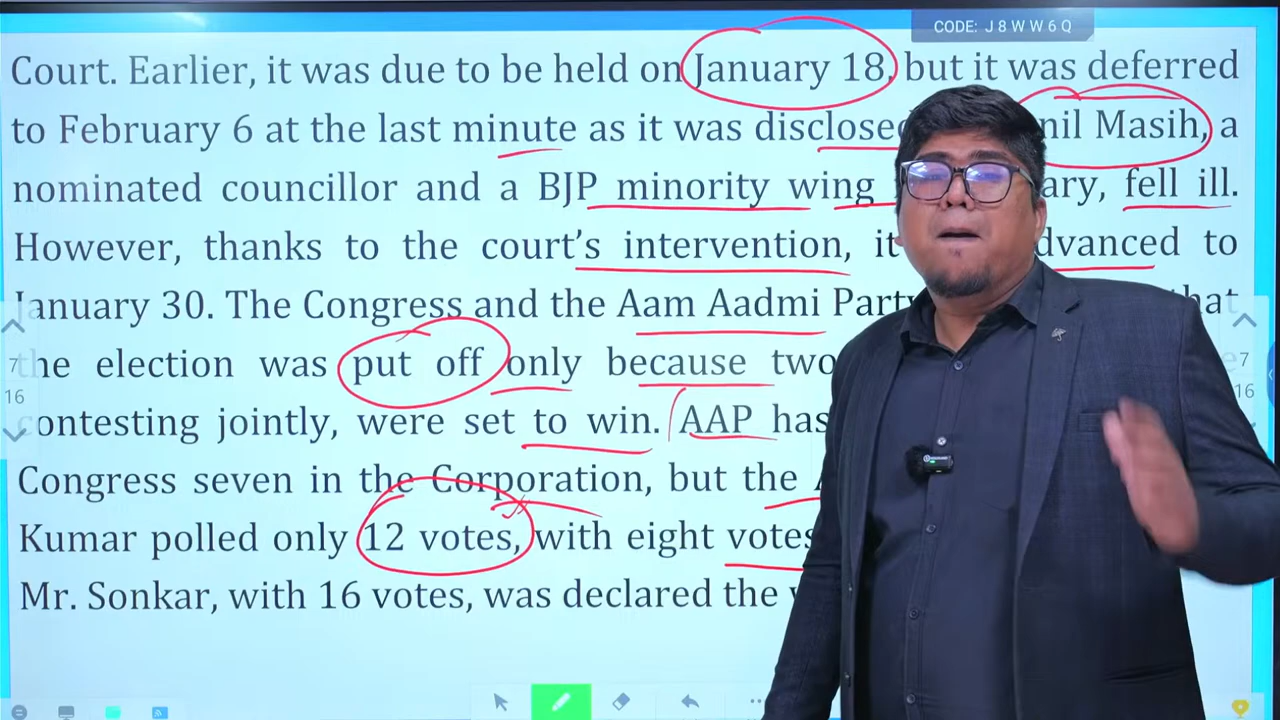 CODE: J 8 W W 6 Q
Court. Earlier, it was due to be held on January 18, but it was deferred
to February 6 at the last minute as it was disclosed nil Masih, a
nominated councillor and a BJP minority wing ary, fell ill.
However, thanks to the court's intervention, it dvanced to
January 30. The Congress and the Aam Aadmi Party hat
the election was put off only because two
contesting jointly, were set to win. AAP has
Congress seven in the Corporation, but the
Kumar polled only 12 votes, with eight votes
Mr. Sonkar, with 16 votes, was declared the
7
16
7
16